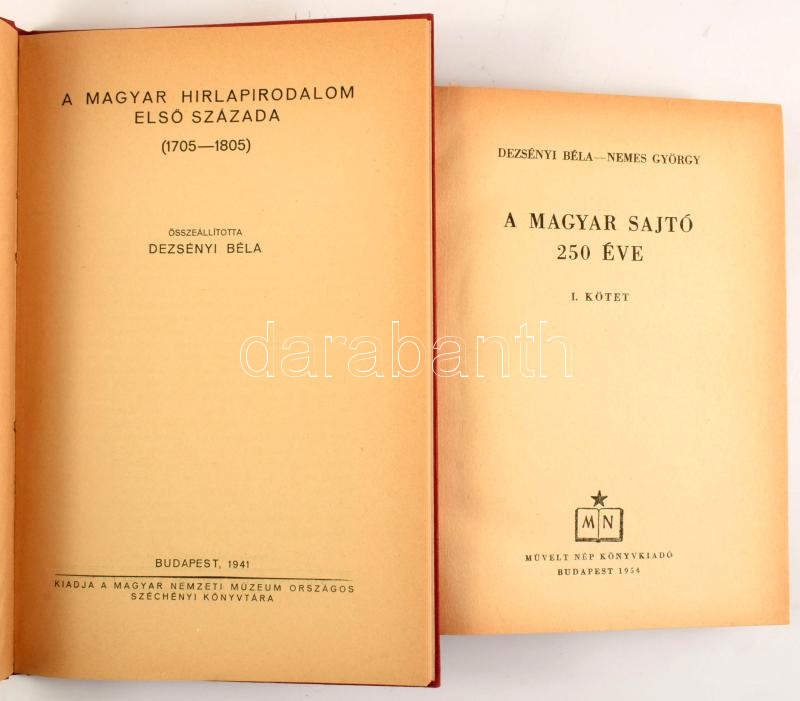 A MAGYAR HIRLAPIRODALOM
ELSŐ SZÁZADA
(1705—1805)
ÖSSZEÁLLÍTOTTA
DEZSÉNYI BÉLA
BUDAPEST, 1941
KIADJA A MAGYAR NEMZETI MÚZEUM ORSZÁGOS
SZÉCHÉNYI KÖNYVTÁRA
DEZSÉNYI BÉLA—NEMES GYÖRGY
A MAGYAR SAJTÓ
250 ÉVE
I. KÖTET
MN
MŰVELT NÉP KÖNYVKIADÓ
BUDAPEST 1954
darabanth